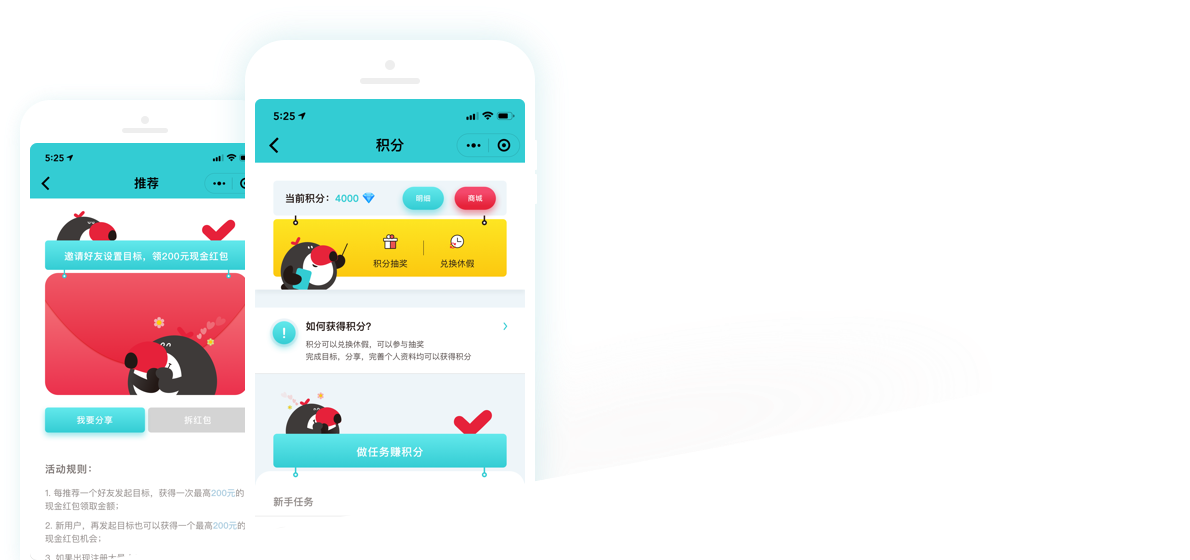 5:25
推荐
邀请好友设置目标，领200元现金红包
我要分享
拆红包
活动规则：
1. 每推荐一个好友发起目标，获得一次最高200元的
现金红包领取金额；
2. 新用户，再发起目标也可以获得一个最高200元的
现金红包机会；
3. 如果出现注册大量
5:25
积分
当前积分：4000
明细
商城
积分抽奖
兑换休假
如何获得积分?
积分可以兑换休假，可以参与抽奖
完成目标，分享，完善个人资料均可以获得积分
做任务赚积分
新手任务